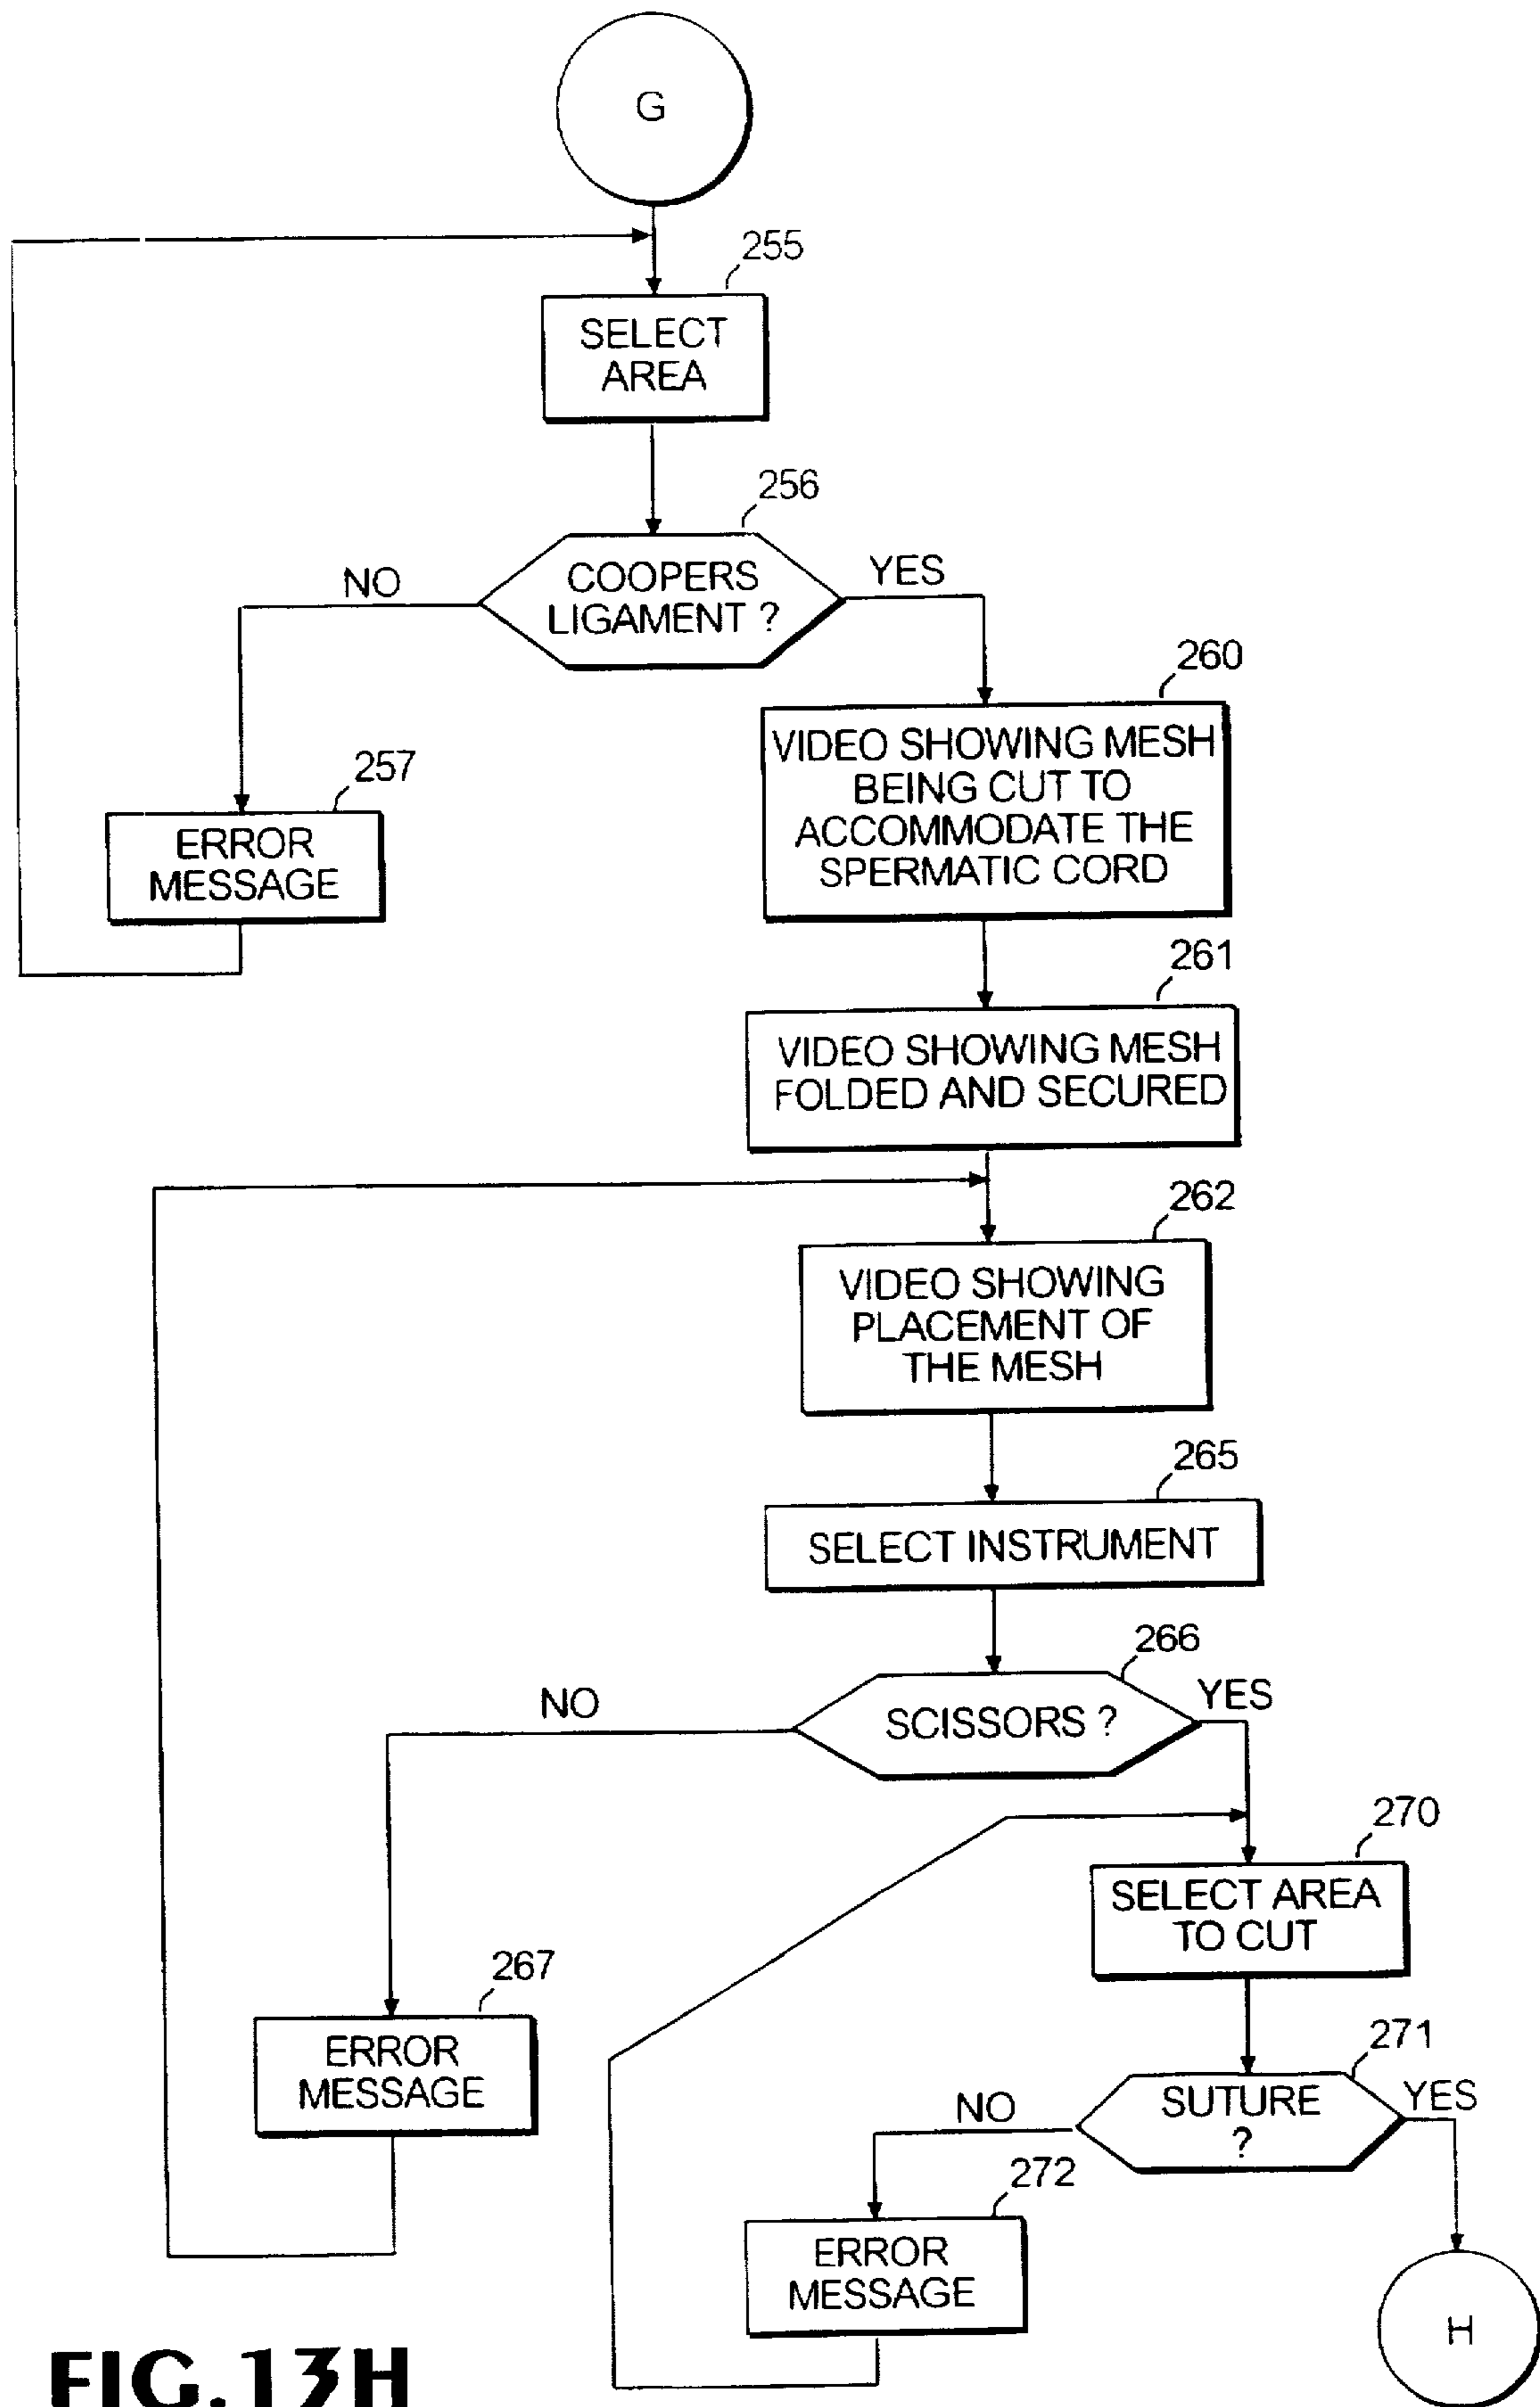 G
255
SELECT
AREA
256
COOPERS
LIGAMENT ?
NO
YES
257
ERROR
MESSAGE
260
VIDEO SHOWING MESH
BEING CUT TO
ACCOMMODATE THE
SPERMATIC CORD
261
VIDEO SHOWING MESH
FOLDED AND SECURED
262
VIDEO SHOWING
PLACEMENT OF
THE MESH
265
SELECT INSTRUMENT
266
SCISSORS ?
NO
YES
267
ERROR
MESSAGE
270
SELECT AREA
TO CUT
271
SUTURE
?
NO
YES
272
ERROR
MESSAGE
H
FIG.13H